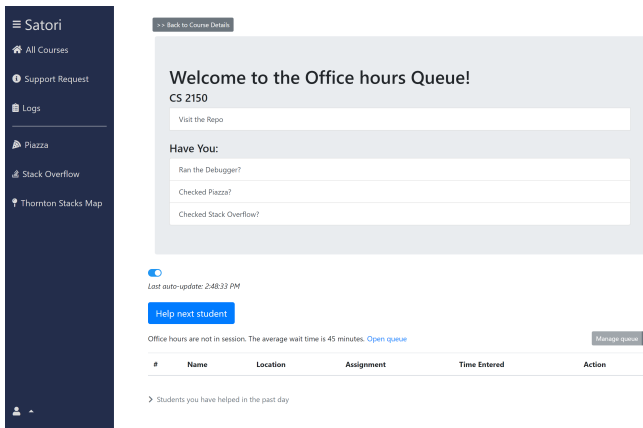 Satori
All Courses
Support Request
Logs
Piazza
Stack Overflow
Thornton Stacks Map
>> Back to Course Details
Welcome to the Office hours Queue!
CS 2150
Visit the Repo
Have You:
Ran the Debugger?
Checked Piazza?
Checked Stack Overflow?
Last auto-update: 2:48:33 PM
Help next student
Office hours are not in session. The average wait time is 45 minutes. Open queue
Manage queue
# Name Location Assignment Time Entered Action
Students you have helped in the past day